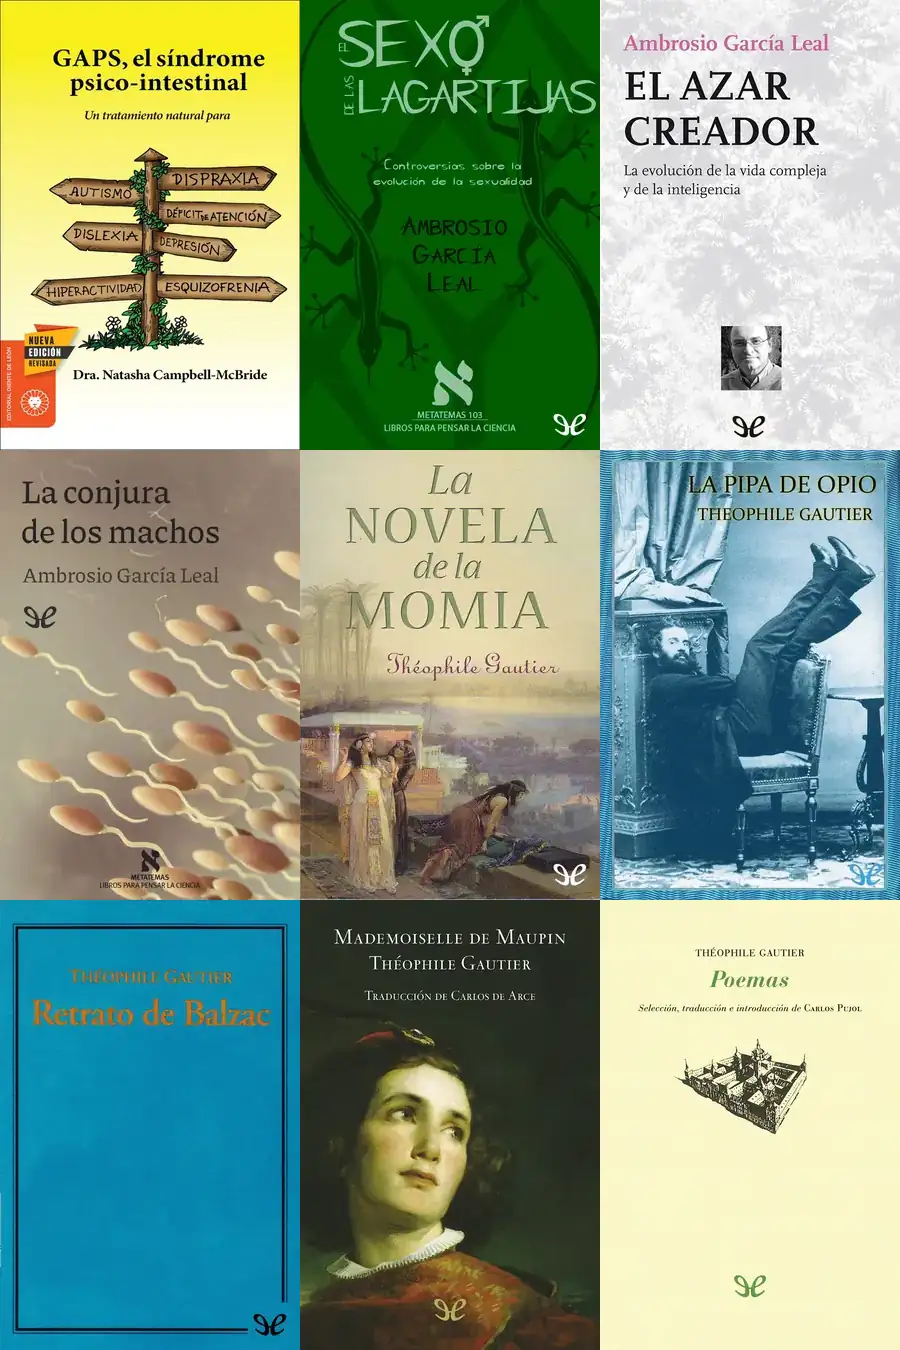 GAPS, el síndrome
psico-intestinal
Un tratamiento natural para
DISPRAXIA
AUTISMO
DÉFICIT DE ATENCIÓN
DISLEXIA
DEPRESIÓN
HIPERACTIVIDAD
ESQUIZOFRENIA
NUEVA
EDICIÓN
REVISADA
EDITORIAL DIENTE DE LEÓN
Dra. Natasha Campbell-McBride
EL SEXO
DE LAS LAGARTIJAS
Controversias sobre la
evolución de la sexualidad
AMBROSIO
GARCÍA
LEAL
METATEMAS 103
LIBROS PARA PENSAR LA CIENCIA
Ambrosio García Leal
EL AZAR
CREADOR
La evolución de la vida compleja
y de la inteligencia
La conjura
de los machos
Ambrosio García Leal
METATEMAS
LIBROS PARA PENSAR LA CIENCIA
La
NOVELA
de la
MOMIA
Théophile Gautier
LA PIPA DE OPIO
THEOPHILE GAUTIER
THÉOPHILE GAUTIER
Retrato de Balzac
MADEMOISELLE DE MAUPIN
THÉOPHILE GAUTIER
TRADUCCIÓN DE CARLOS DE ARCE
THÉOPHILE GAUTIER
Poemas
Selección, traducción e introducción de CARLOS PUJOL